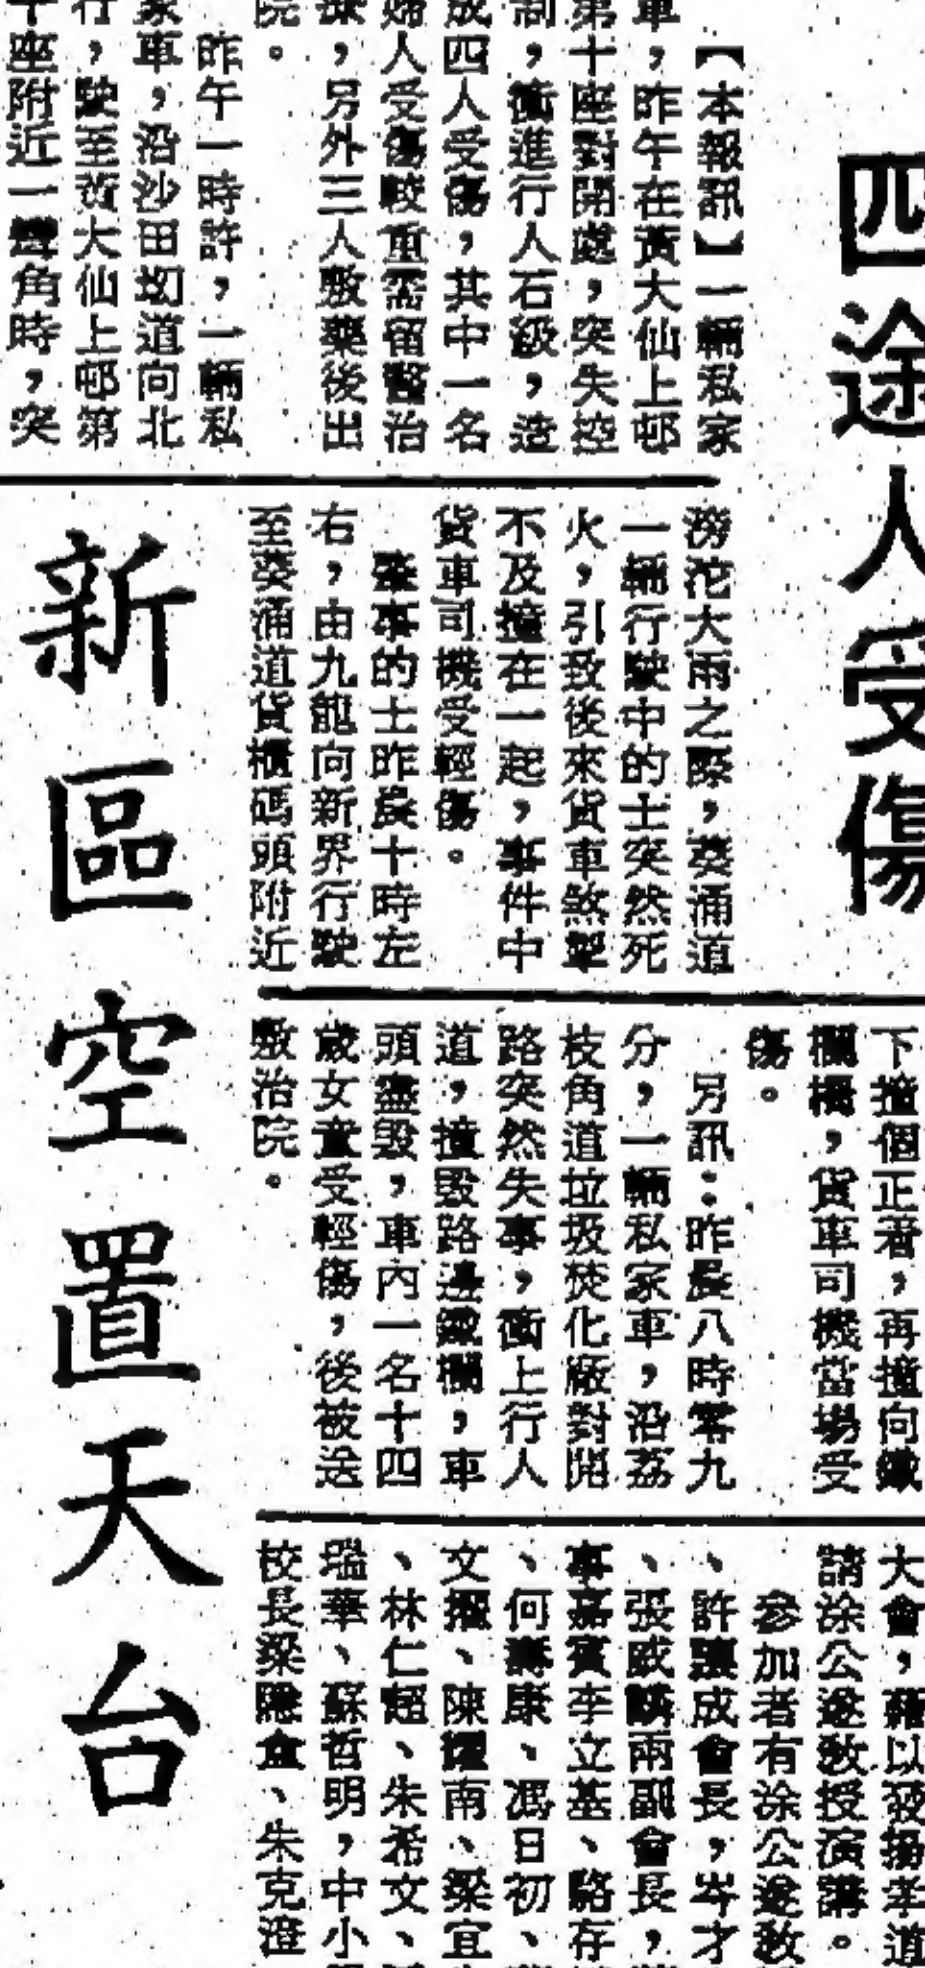 四途人受傷
【本報訊】一輛私家
車，昨午在黃大仙上邨
第十座對開處，突失控
制，衝進行人石級，造
成四人受傷，其中一名
婦人受傷較重需留醫治
療，另外三人敷藥後出
院。
昨午一時許，一輛私
家車，沿沙田坳道向北
行，駛至黃大仙上邨第
十座附近一彎角時，突
滂沱大雨之際，葵涌道
一輛行駛中的士突然死
火，引致後來貨車煞掣
不及撞在一起，事件中
貨車司機受輕傷。
肇事的士昨晨十時左
右，由九龍向新界行駛
至葵涌道貨櫃碼頭附近
新區空置天台
下撞個正著，再撞向鐵
欄杆，貨車司機當場受
傷。
另訊：昨晨八時零九
分，一輛私家車，沿荔
枝角道垃圾焚化廠對開
路突然失事，衝上行人
道，撞毀路邊鐵欄，車
頭盡毀，車內一名十四
歲女童受輕傷，後被送
敷治院。
大會，藉以發揚孝道
請涂公遂教授演講。
參加者有涂公遂教
、許讓成會長，岑才
、張威麟兩副會長，
事嘉賓李立基、駱存
、何壽康、馮日初、
文擢、陳耀南、梁宜
、林仁超、朱希文、
瑞華、蘇哲明，中小
校長梁隱盦、朱克澄